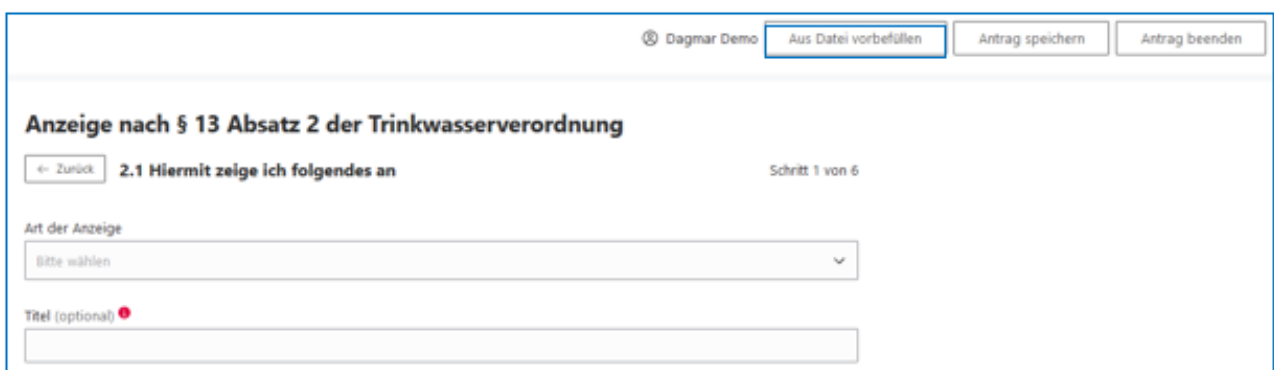 Dagmar Demo Aus Datei vorbefüllen Antrag speichern Antrag beenden
Anzeige nach § 13 Absatz 2 der Trinkwasserverordnung
← Zurück 2.1 Hiermit zeige ich folgendes an Schritt 1 von 6
Art der Anzeige
Bitte wählen
Titel (optional)